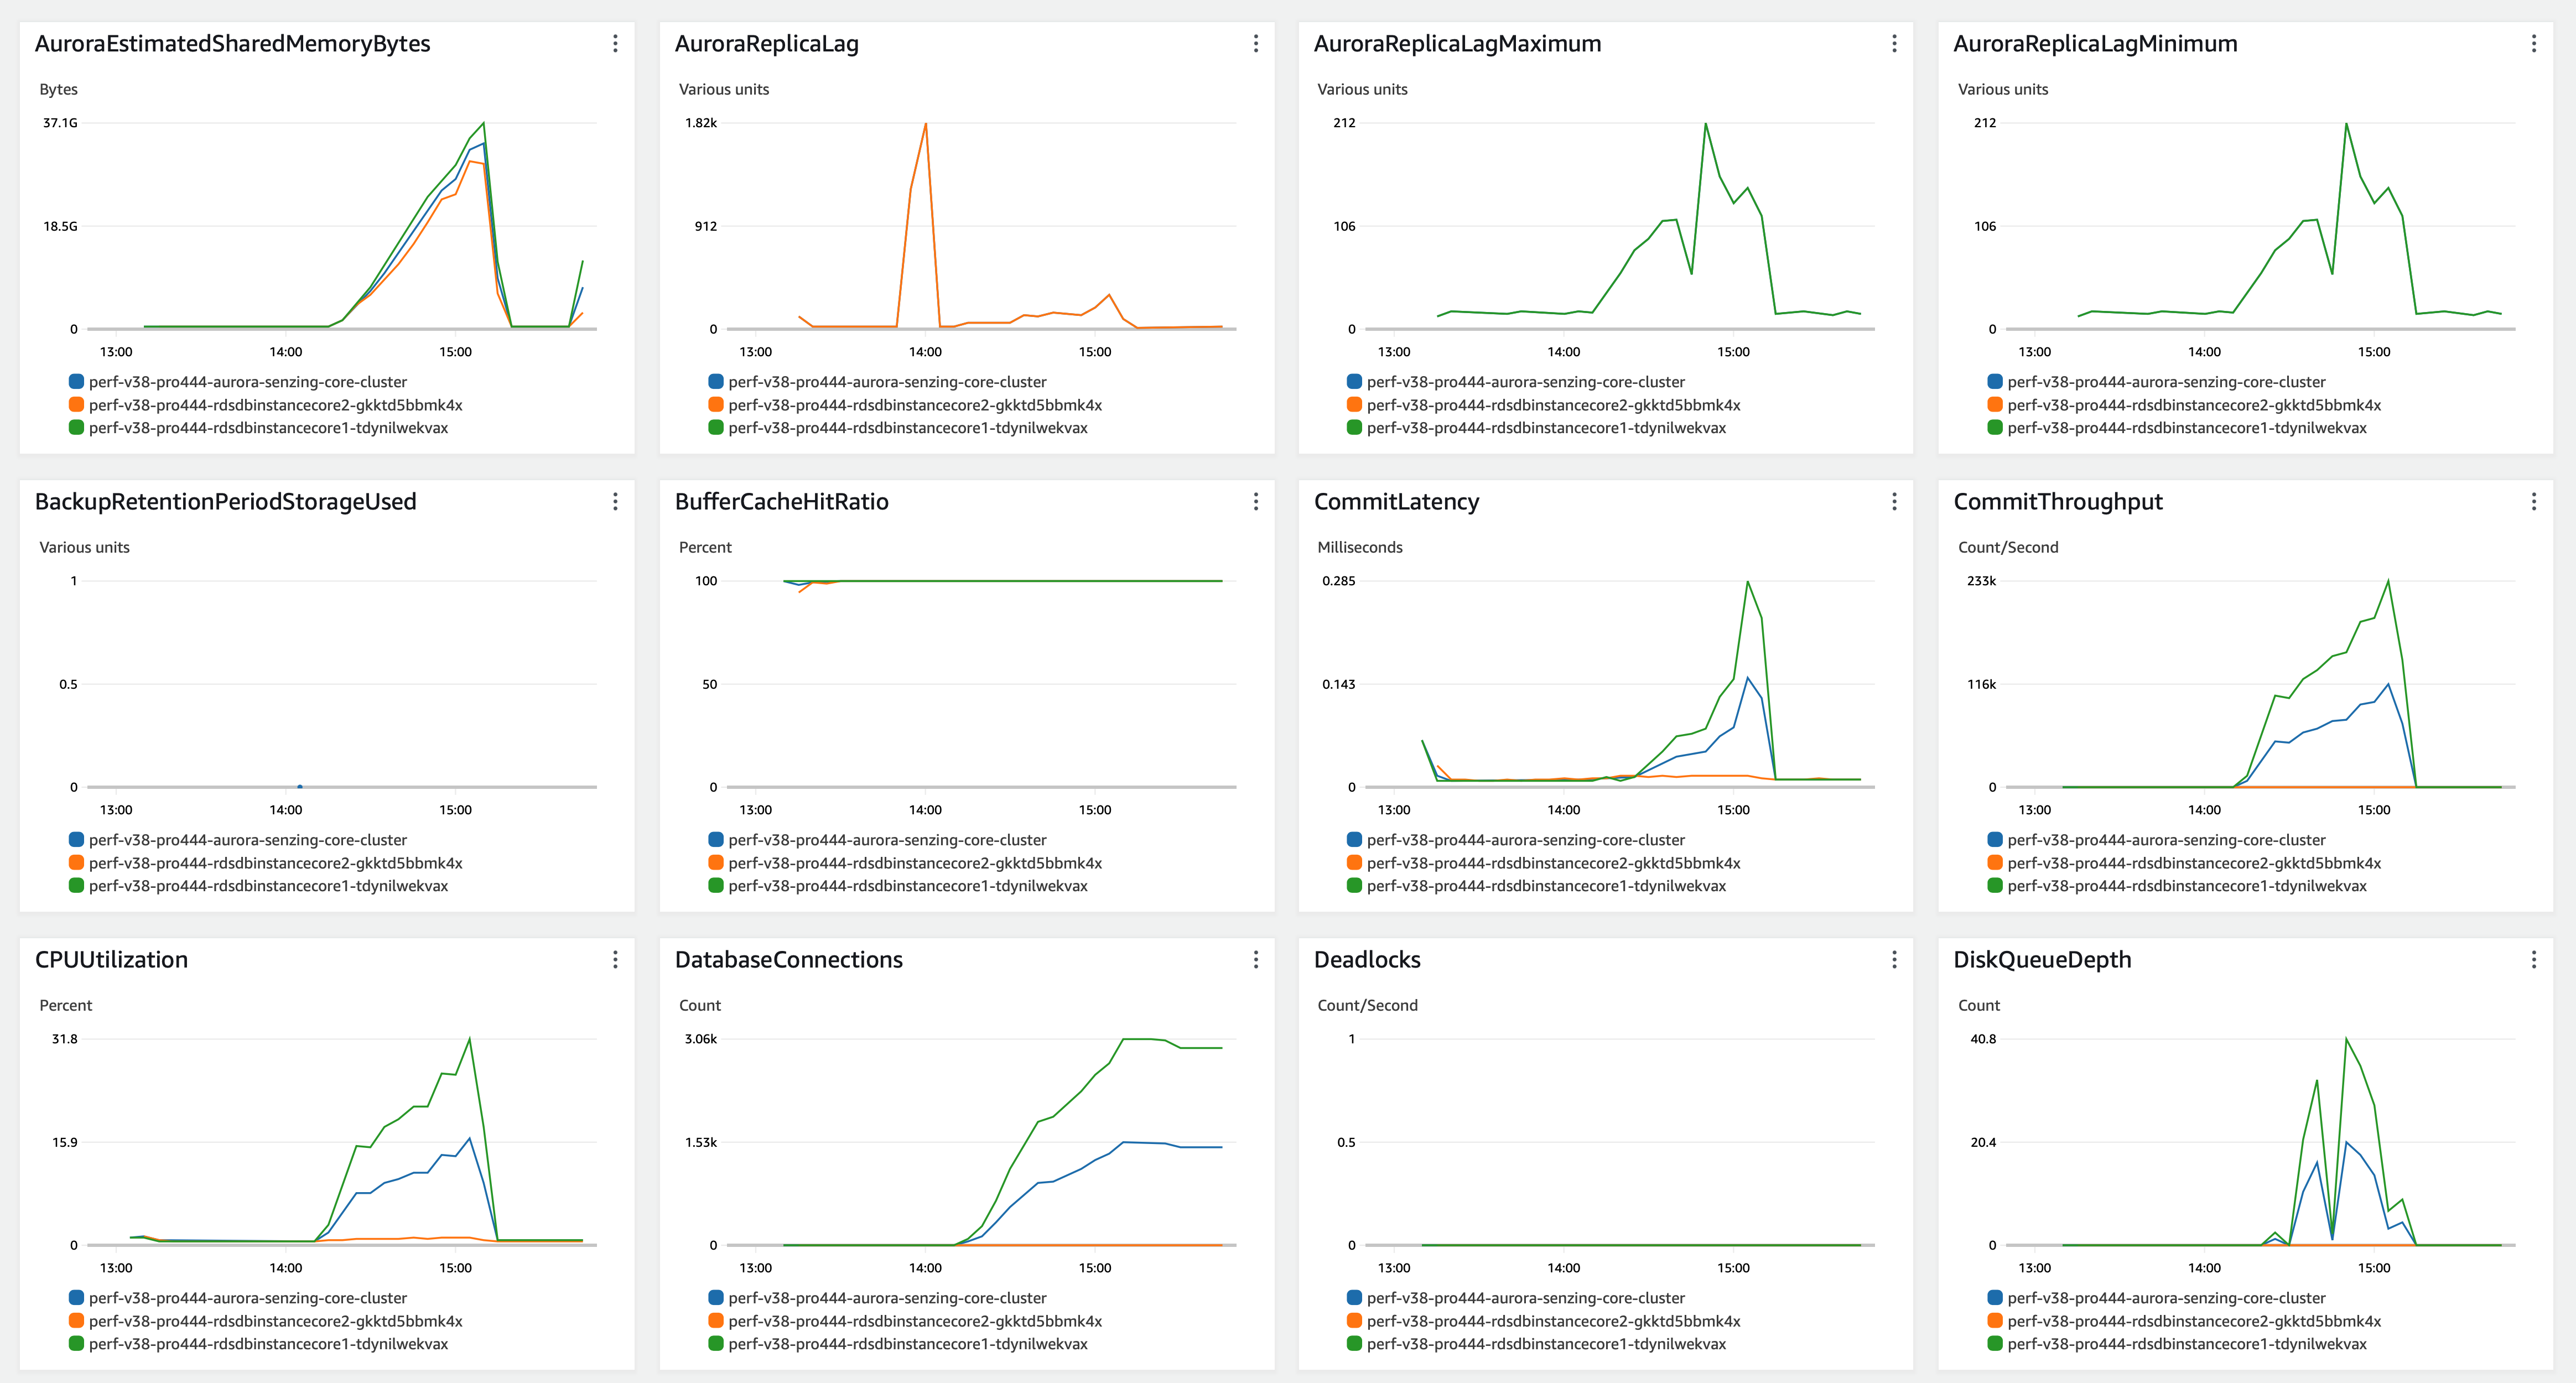 AuroraEstimatedSharedMemoryBytes
Bytes
37.1G
18.5G
0
13:00 14:00 15:00
perf-v38-pro444-aurora-senzing-core-cluster
perf-v38-pro444-rdsdbinstancecore2-gkktd5bbmk4x
perf-v38-pro444-rdsdbinstancecore1-tdynilwekvax
AuroraReplicaLag
Various units
1.82k
912
0
13:00 14:00 15:00
perf-v38-pro444-aurora-senzing-core-cluster
perf-v38-pro444-rdsdbinstancecore2-gkktd5bbmk4x
perf-v38-pro444-rdsdbinstancecore1-tdynilwekvax
AuroraReplicaLagMaximum
Various units
212
106
0
13:00 14:00 15:00
perf-v38-pro444-aurora-senzing-core-cluster
perf-v38-pro444-rdsdbinstancecore2-gkktd5bbmk4x
perf-v38-pro444-rdsdbinstancecore1-tdynilwekvax
AuroraReplicaLagMinimum
Various units
212
106
0
13:00 14:00 15:00
perf-v38-pro444-aurora-senzing-core-cluster
perf-v38-pro444-rdsdbinstancecore2-gkktd5bbmk4x
perf-v38-pro444-rdsdbinstancecore1-tdynilwekvax
BackupRetentionPeriodStorageUsed
Various units
1
0.5
0
13:00 14:00 15:00
perf-v38-pro444-aurora-senzing-core-cluster
perf-v38-pro444-rdsdbinstancecore2-gkktd5bbmk4x
perf-v38-pro444-rdsdbinstancecore1-tdynilwekvax
BufferCacheHitRatio
Percent
100
50
0
13:00 14:00 15:00
perf-v38-pro444-aurora-senzing-core-cluster
perf-v38-pro444-rdsdbinstancecore2-gkktd5bbmk4x
perf-v38-pro444-rdsdbinstancecore1-tdynilwekvax
CommitLatency
Milliseconds
0.285
0.143
0
13:00 14:00 15:00
perf-v38-pro444-aurora-senzing-core-cluster
perf-v38-pro444-rdsdbinstancecore2-gkktd5bbmk4x
perf-v38-pro444-rdsdbinstancecore1-tdynilwekvax
CommitThroughput
Count/Second
233k
116k
0
13:00 14:00 15:00
perf-v38-pro444-aurora-senzing-core-cluster
perf-v38-pro444-rdsdbinstancecore2-gkktd5bbmk4x
perf-v38-pro444-rdsdbinstancecore1-tdynilwekvax
CPUUtilization
Percent
31.8
15.9
0
13:00 14:00 15:00
perf-v38-pro444-aurora-senzing-core-cluster
perf-v38-pro444-rdsdbinstancecore2-gkktd5bbmk4x
perf-v38-pro444-rdsdbinstancecore1-tdynilwekvax
DatabaseConnections
Count
3.06k
1.53k
0
13:00 14:00 15:00
perf-v38-pro444-aurora-senzing-core-cluster
perf-v38-pro444-rdsdbinstancecore2-gkktd5bbmk4x
perf-v38-pro444-rdsdbinstancecore1-tdynilwekvax
Deadlocks
Count/Second
1
0.5
0
13:00 14:00 15:00
perf-v38-pro444-aurora-senzing-core-cluster
perf-v38-pro444-rdsdbinstancecore2-gkktd5bbmk4x
perf-v38-pro444-rdsdbinstancecore1-tdynilwekvax
DiskQueueDepth
Count
40.8
20.4
0
13:00 14:00 15:00
perf-v38-pro444-aurora-senzing-core-cluster
perf-v38-pro444-rdsdbinstancecore2-gkktd5bbmk4x
perf-v38-pro444-rdsdbinstancecore1-tdynilwekvax